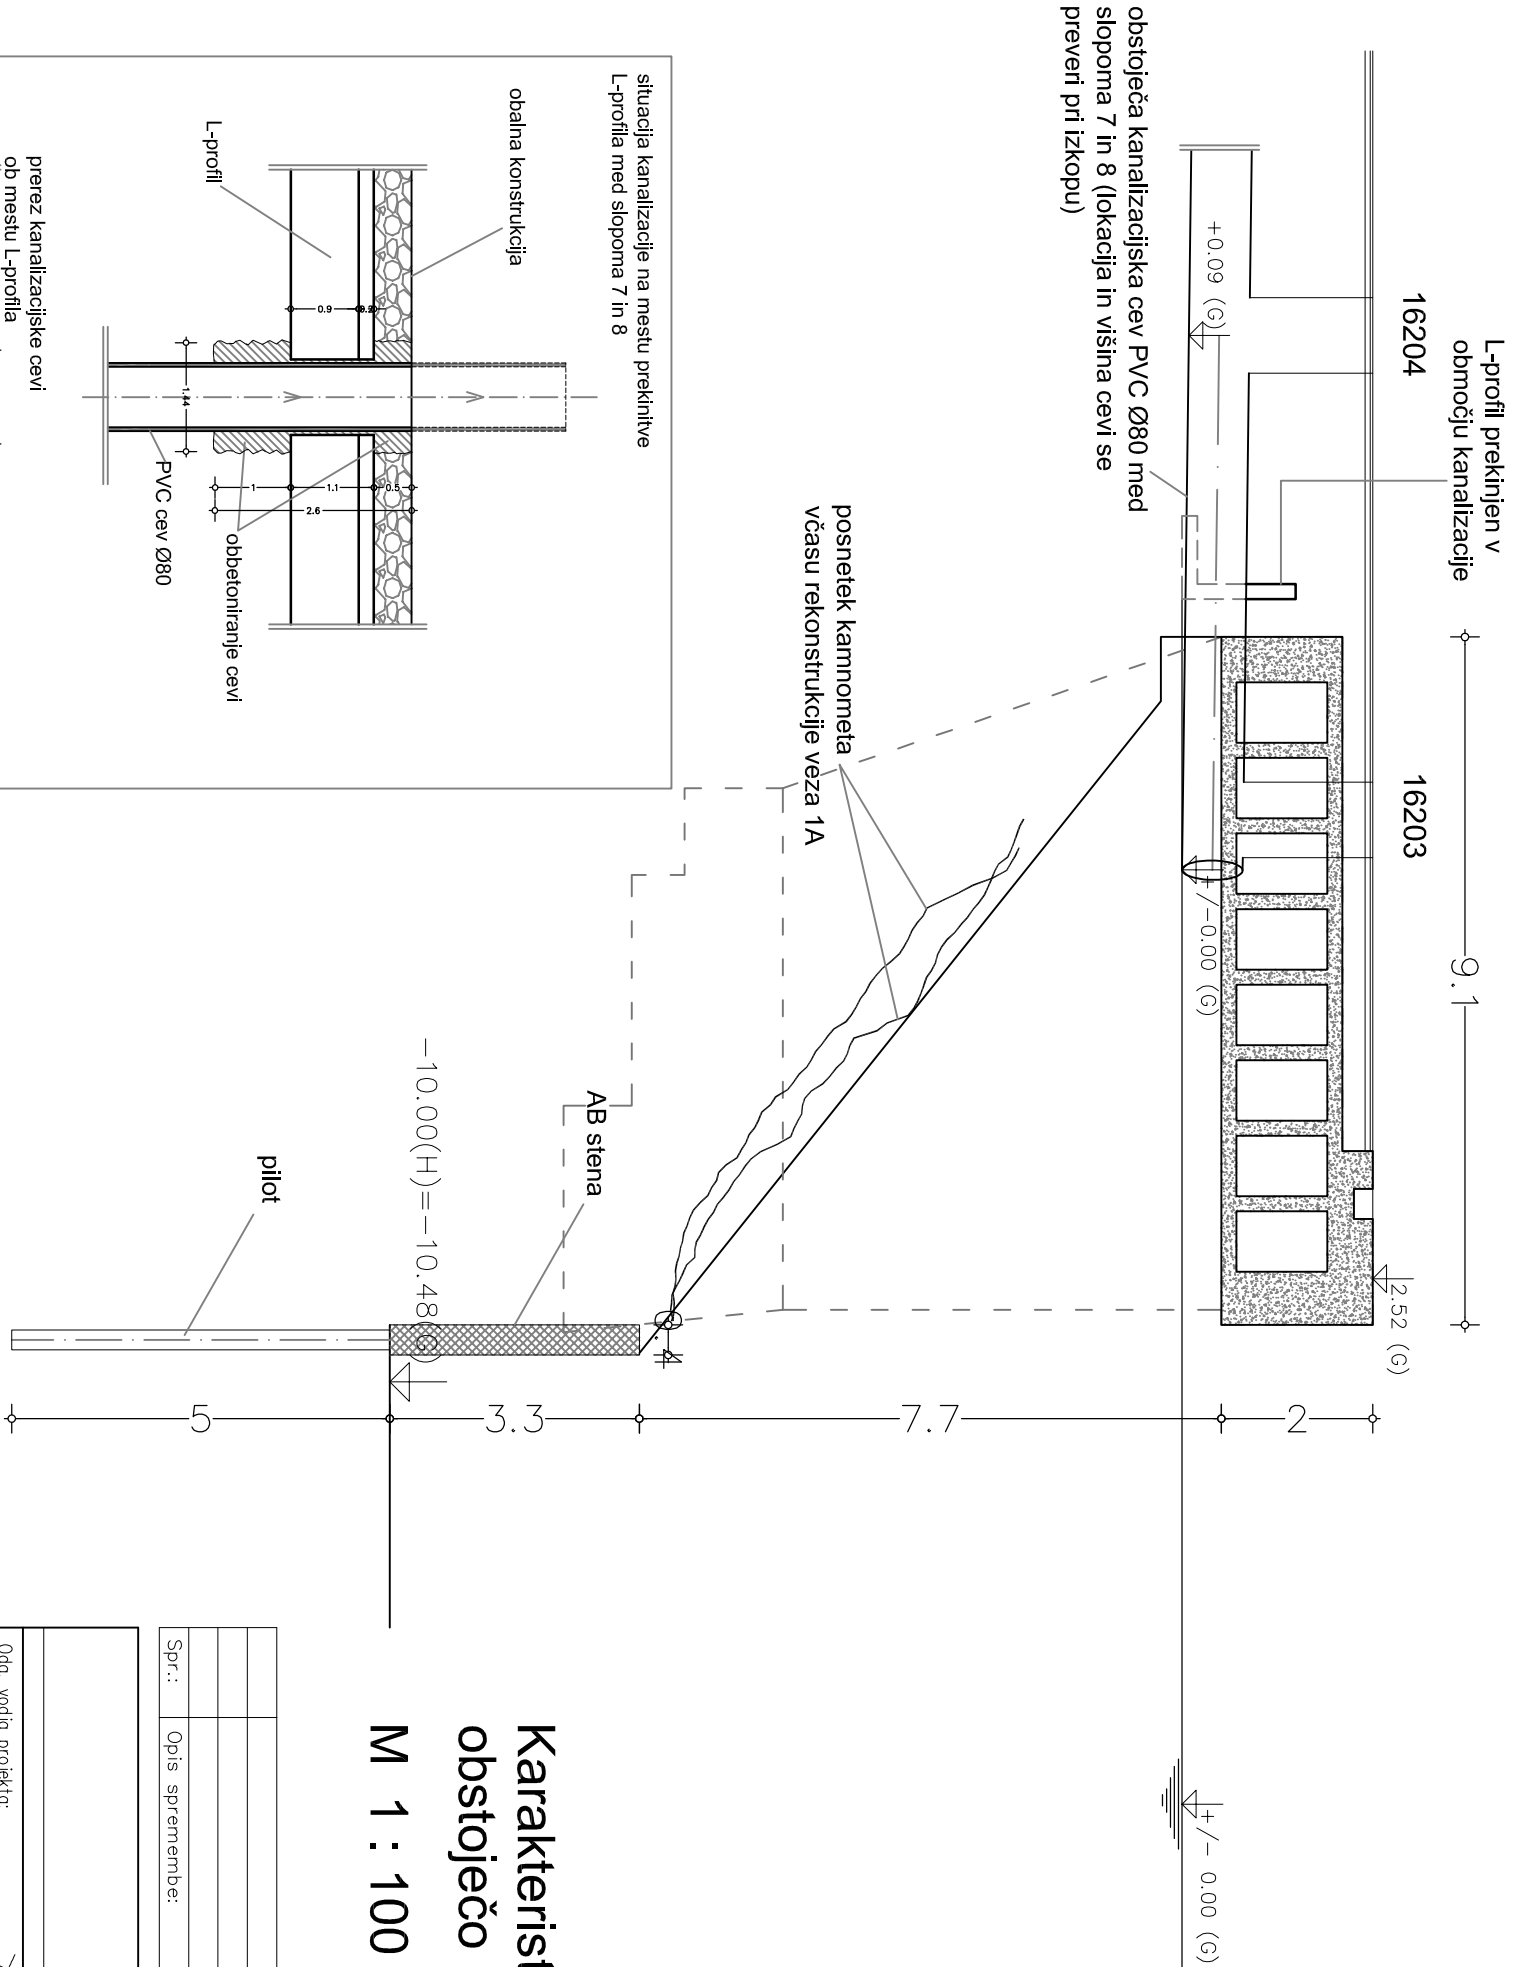 L-profil prekinjen v
območju kanalizacije
9.1
16204
16203
2.52 (G)
obstoječa kanalizacijska cev PVC Ø80 med
slopoma 7 in 8 (lokacija in višina cevi se
preveri pri izkopu)
+0.09 (G)
+/-0.00 (G)
+/- 0.00 (G)
2
7.7
3.3
5
posnetek kamnometa
včasu rekonstrukcije veza 1A
AB stena
-10.00(H)=-10.48(G)
pilot
situacija kanalizacije na mestu prekinitve
L-profila med slopoma 7 in 8
obalna konstrukcija
L-profil
0.9
0.2
1.44
1
1.1
0.5
2.6
obbetoniranje cevi
PVC cev Ø80
prerez kanalizacijske cevi
ob mestu L-profila
Karakterist
obstoječo
M 1 : 100
Spr.:
Opis spremembe:
Odg. vodja projekta: